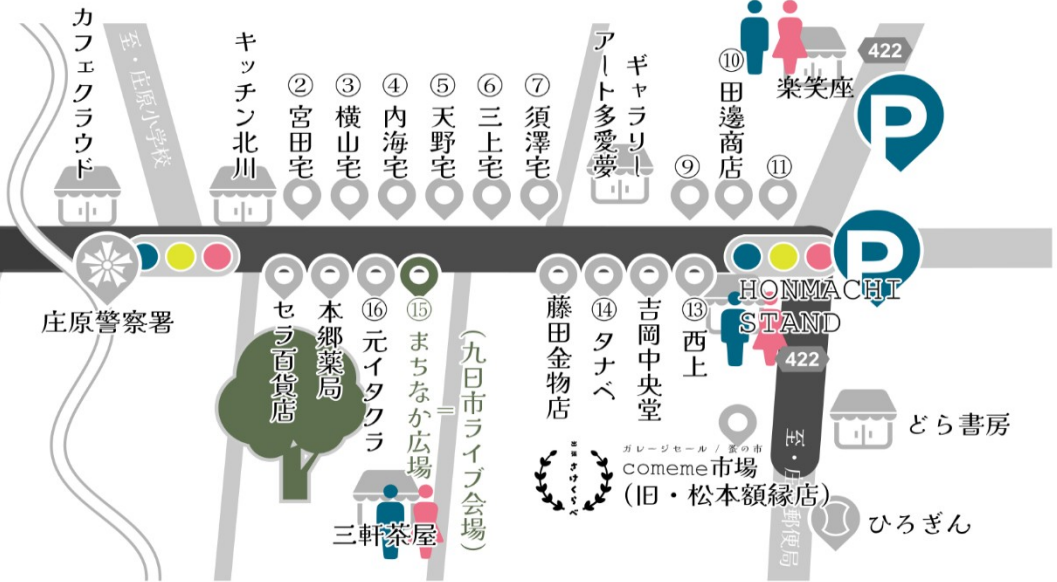 カフェクラウド
至・庄原小学校
キッチン北川
②宮田宅
③横山宅
④内海宅
⑤天野宅
⑥三上宅
⑦須澤宅
ギャラリー
アート多愛夢
⑨
⑩田邊商店
⑪
楽笑座
422
P
庄原警察署
セラ百貨店
本郷薬局
⑯元イタクラ
⑮まちなか広場
=
(九日市ライブ会場)
藤田金物店
⑭タナベ
吉岡中央堂
⑬西上
P
HONMACHI
STAND
422
どら書房
三軒茶屋
ガレージセール / 蚤の市
comeme市場
(旧・松本額縁店)
ひろぎん